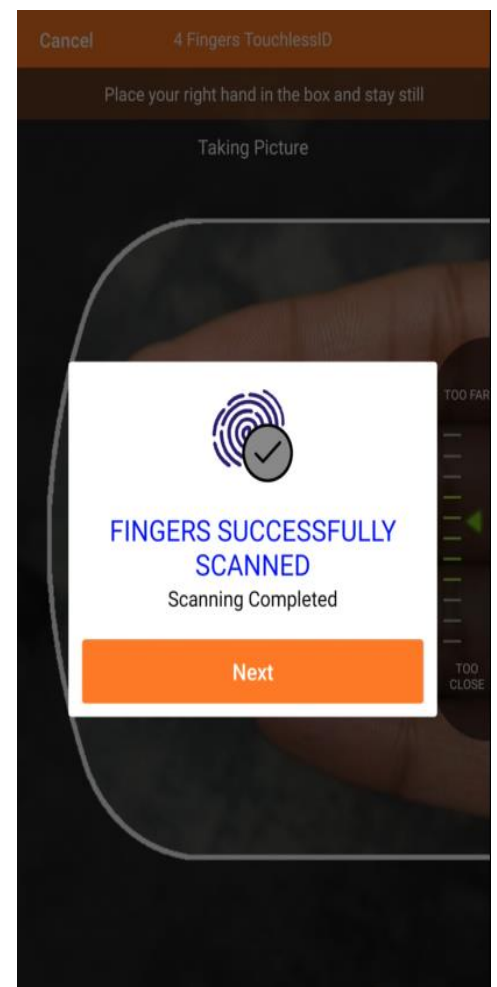 Cancel 4 Fingers TouchlessID
Place your right hand in the box and stay still
Taking Picture
TOO FAR
FINGERS SUCCESSFULLY
SCANNED
Scanning Completed
Next
TOO
CLOSE